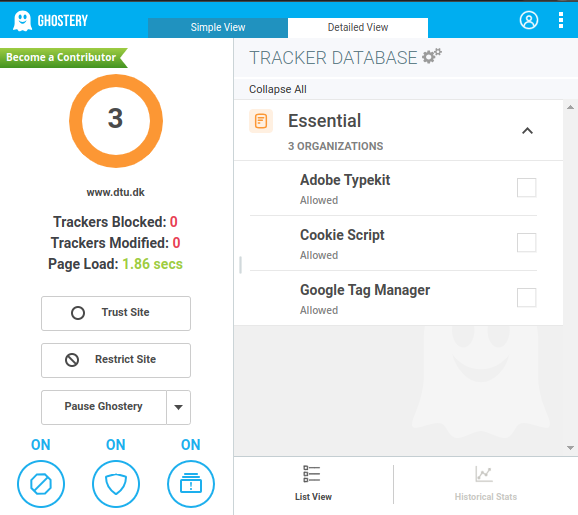 GHOSTERY
Simple View
Detailed View
Become a Contributor
3
www.dtu.dk
Trackers Blocked: 0
Trackers Modified: 0
Page Load: 1.86 secs
Trust Site
Restrict Site
Pause Ghostery
ON ON ON
TRACKER DATABASE
Collapse All
Essential
3 ORGANIZATIONS
Adobe Typekit
Allowed
Cookie Script
Allowed
Google Tag Manager
Allowed
List View
Historical Stats